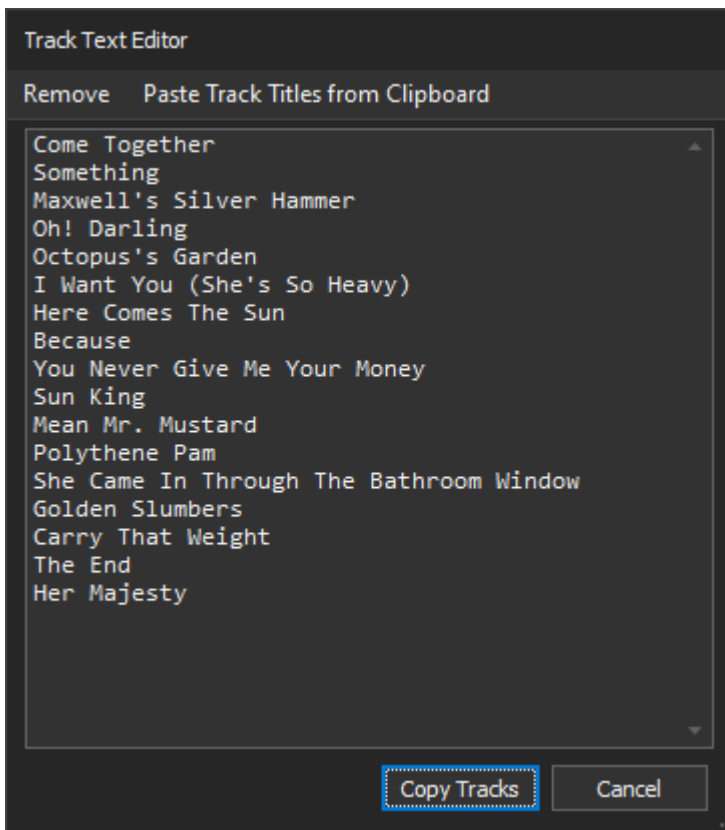 Track Text Editor
Remove Paste Track Titles from Clipboard
Come Together
Something
Maxwell's Silver Hammer
Oh! Darling
Octopus's Garden
I Want You (She's So Heavy)
Here Comes The Sun
Because
You Never Give Me Your Money
Sun King
Mean Mr. Mustard
Polythene Pam
She Came In Through The Bathroom Window
Golden Slumbers
Carry That Weight
The End
Her Majesty
Copy Tracks Cancel